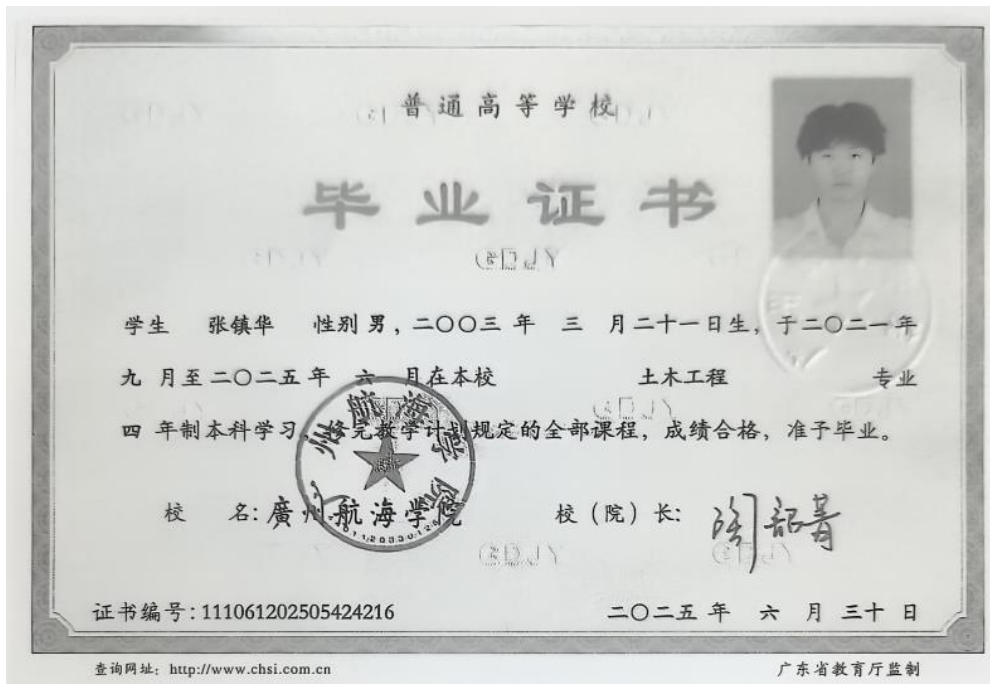 普通高等学校
毕业证书
学生 张镇华 性别 男，二〇〇三 年 三 月二十一日生，于二〇二一年
九 月至二〇二五年 六 月在本校 土木工程 专业
四 年制本科学习，修完教学计划规定的全部课程，成绩合格，准予毕业。
校 名：廣州航海学院 校（院）长：
证书编号：111061202505424216 二〇二五 年 六 月 三十 日
查询网址：http://www.chsi.com.cn 广东省教育厅监制